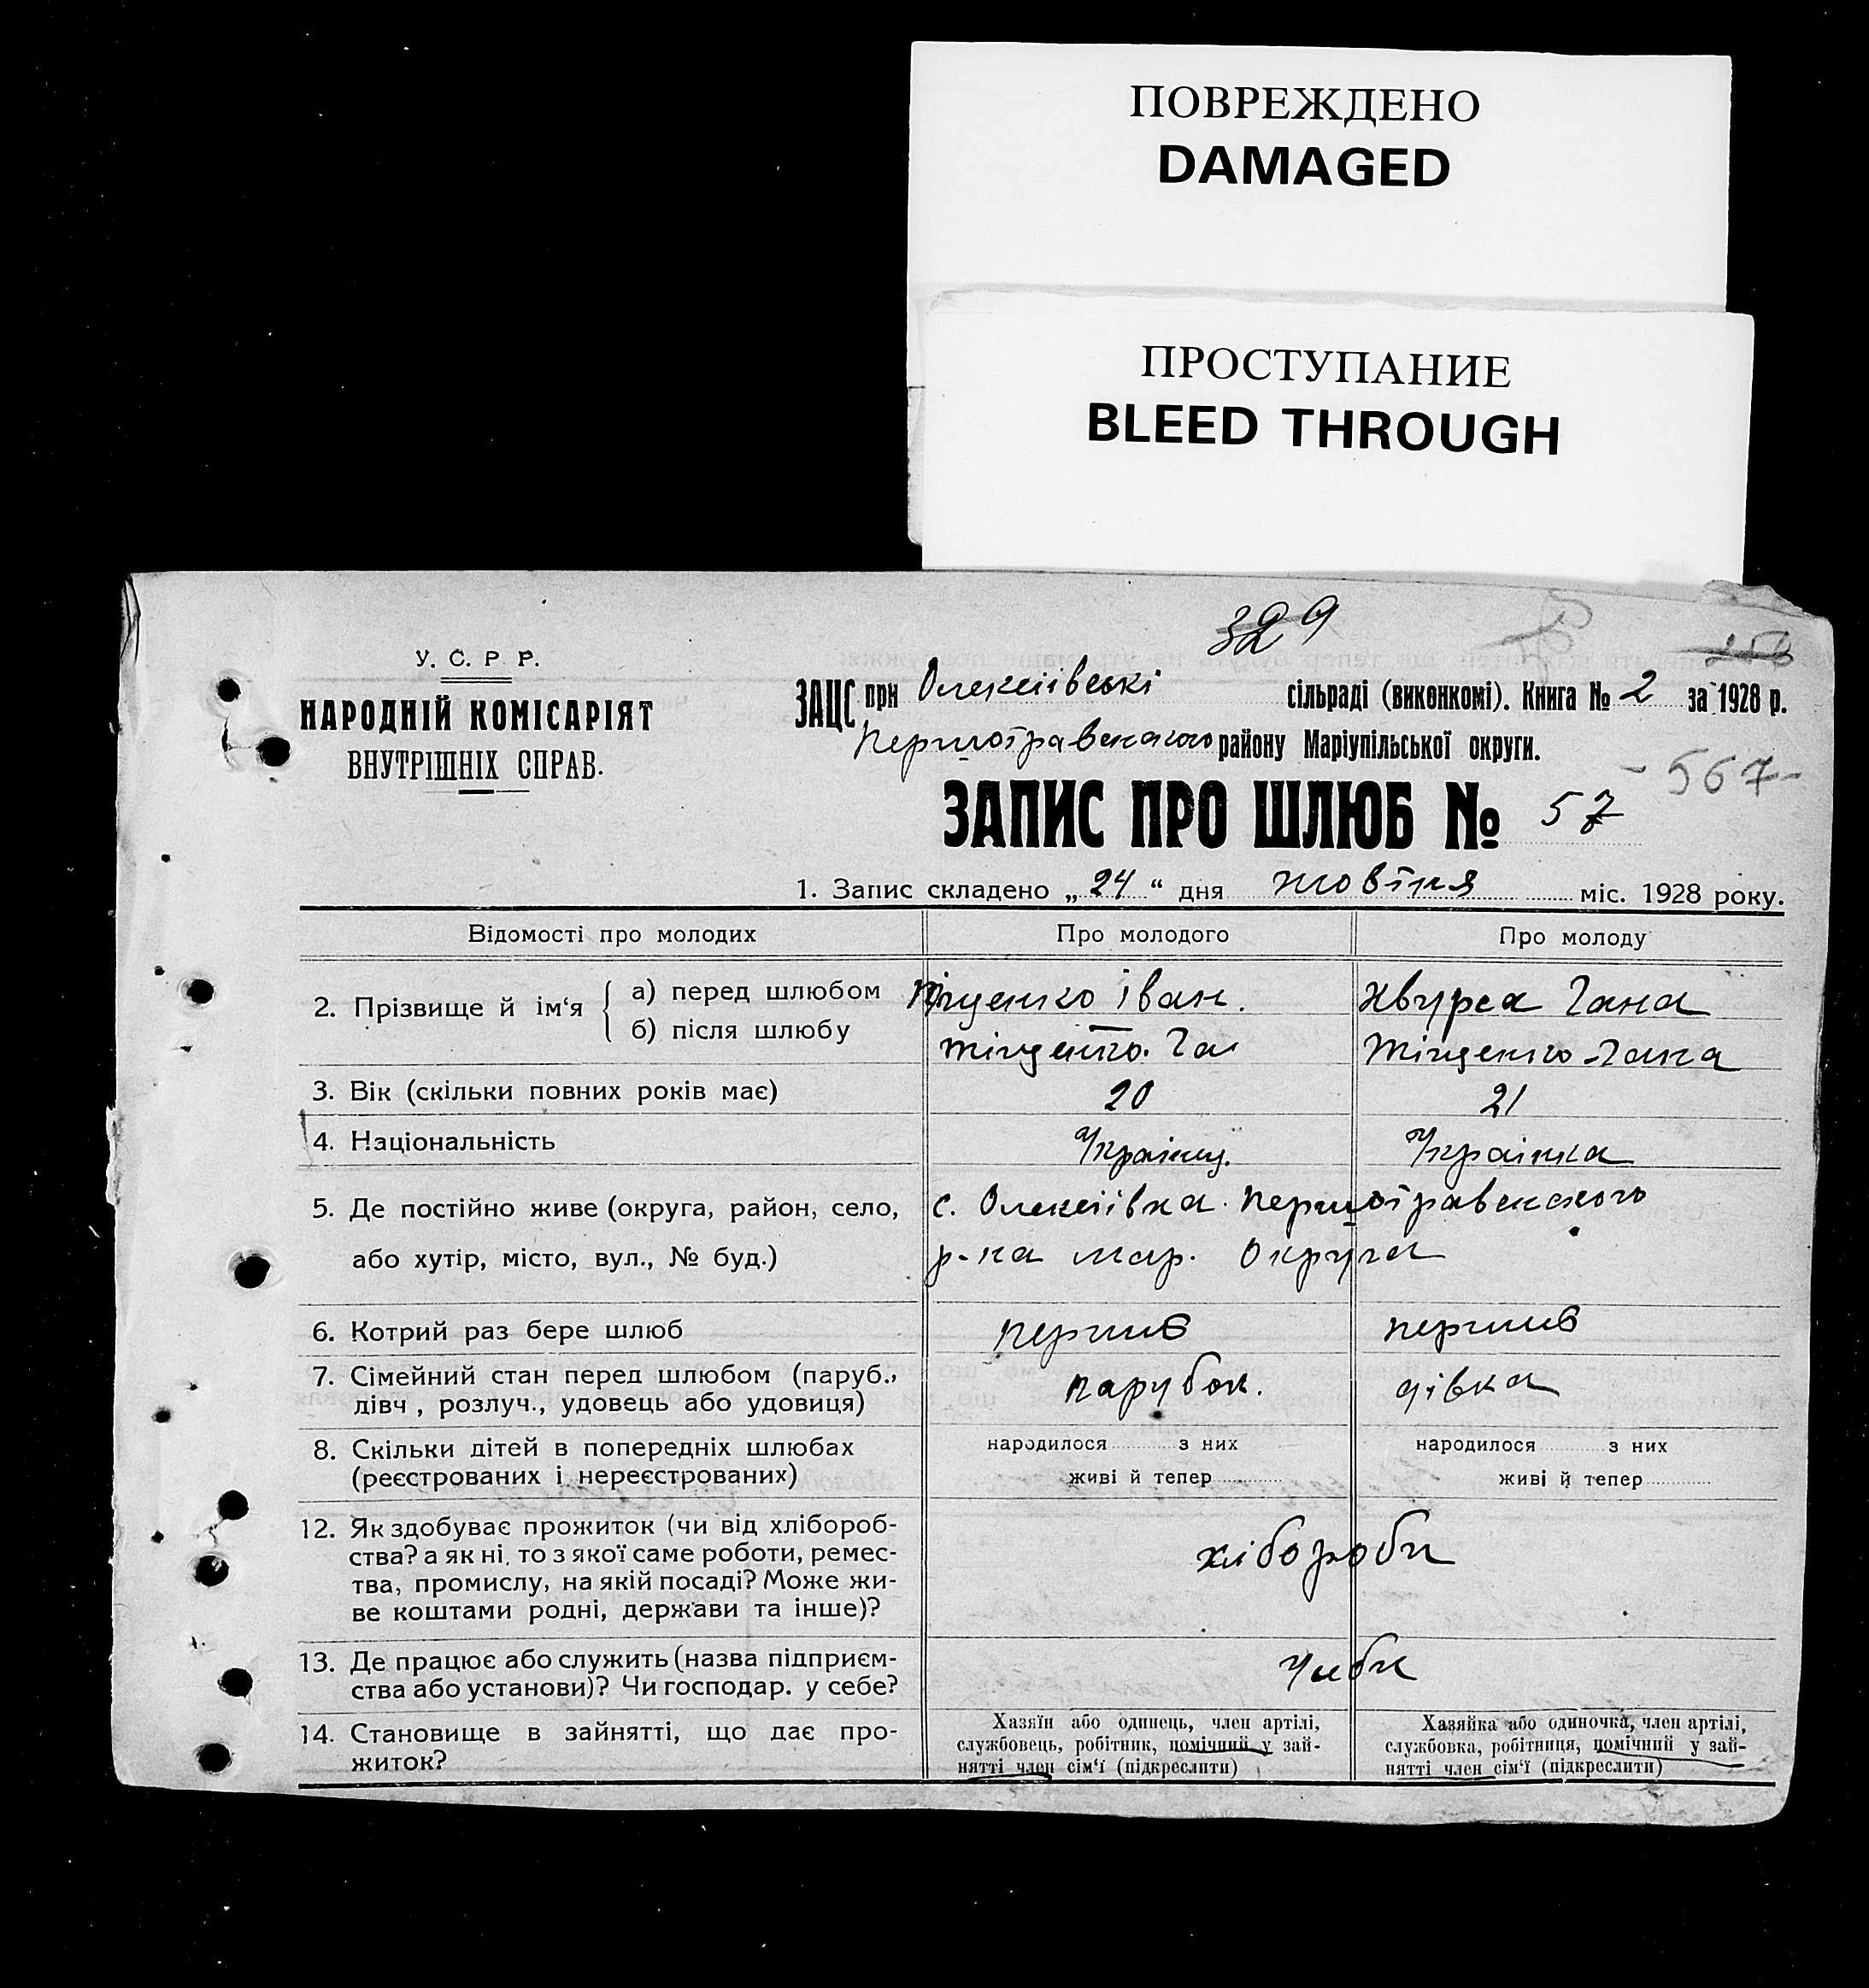 ПОВРЕЖДЕНО
DAMAGED
ПРОСТУПАНИЕ
BLEED THROUGH
329
У. С. Р. Р.
НАРОДНІЙ КОМІСАРІЯТ
ВНУТРІШНІХ СПРАВ.
ЗАЦС при Олексіївські сільраді (виконкомі). Книга № 2 за 1928 р.
Першотравенского району Маріупільської округи.
- 567 -
ЗАПИС ПРО ШЛЮБ № 57
1. Запис складено „24“ дня жовтня міс. 1928 року.
Відомості про молодих Про молодого Про молоду
2. Прізвище й ім‘я { а) перед шлюбом Тіщенко Іван. Хвурса Гана
б) після шлюбу Тіщенко. Тіщенко Гана
3. Вік (скільки повних років має) 20 21
4. Національність Українц. Українка
5. Де постійно живе (округа, район, село, с. Олексіівка. Першотравенского
або хутір, місто, вул., № буд.) р-на Мар. Округа
6. Котрий раз бере шлюб перший перший
7. Сімейний стан перед шлюбом (паруб., парубок. дівка
дівч., розлуч., удовець або удовиця)
8. Скільки дітей в попередніх шлюбах народилося з них народилося з них
(реєстрованих і нереєстрованих) живі й тепер живі й тепер
12. Як здобуває прожиток (чи від хлібороб-
ства? а як ні, то з якої саме роботи, ремес- хлібороби
тва, промислу, на якій посаді? Може жи-
ве коштами родні, держави та інше)?
13. Де працює або служить (назва підприєм-
ства або установи)? Чи господар. у себе?
14. Становище в зайнятті, що дає про- Хазяїн або одинець, член артілі, Хазяйка або одиночка, член артілі,
житок? службовець, робітник, помічний у зай- службовка, робітниця, помічний у зай-
нятті член сім‘ї (підкреслити) нятті член сім‘ї (підкреслити)